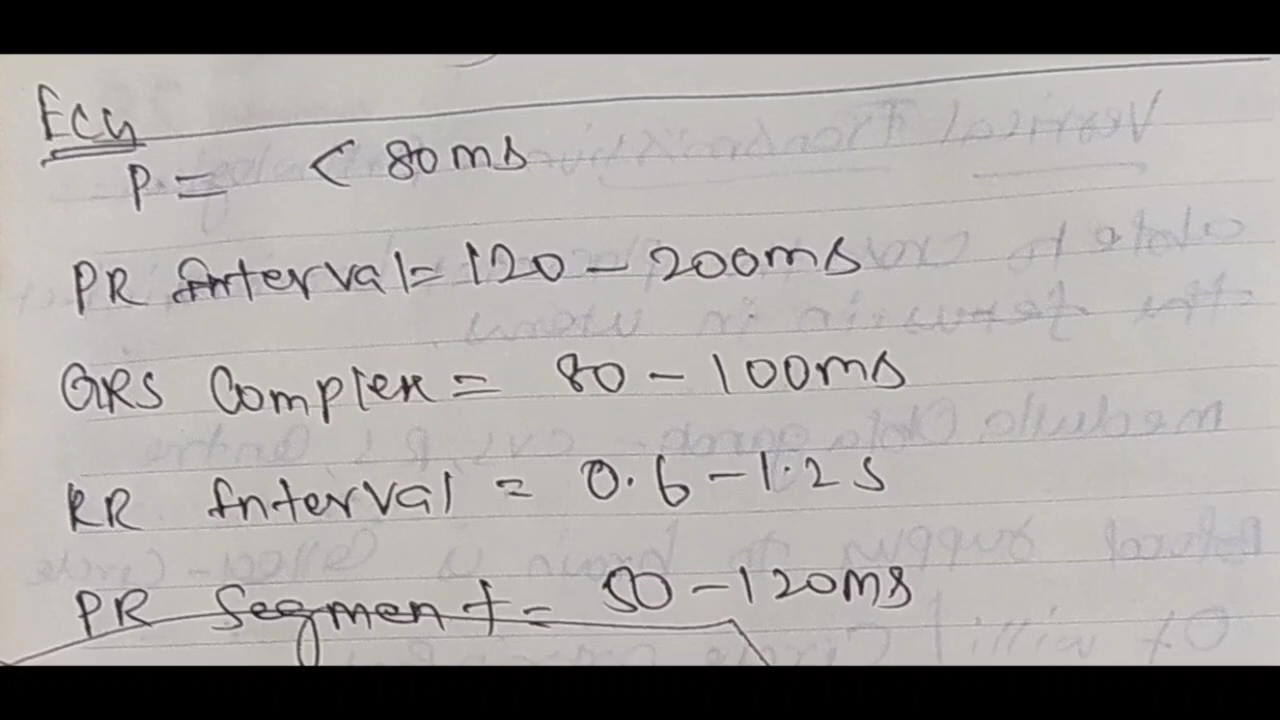 ECG
P = < 80ms
PR Interval = 120 - 200ms
QRS Complex = 80 - 100ms
RR Interval = 0.6 - 1.2 s
PR Segment = 50 - 120ms